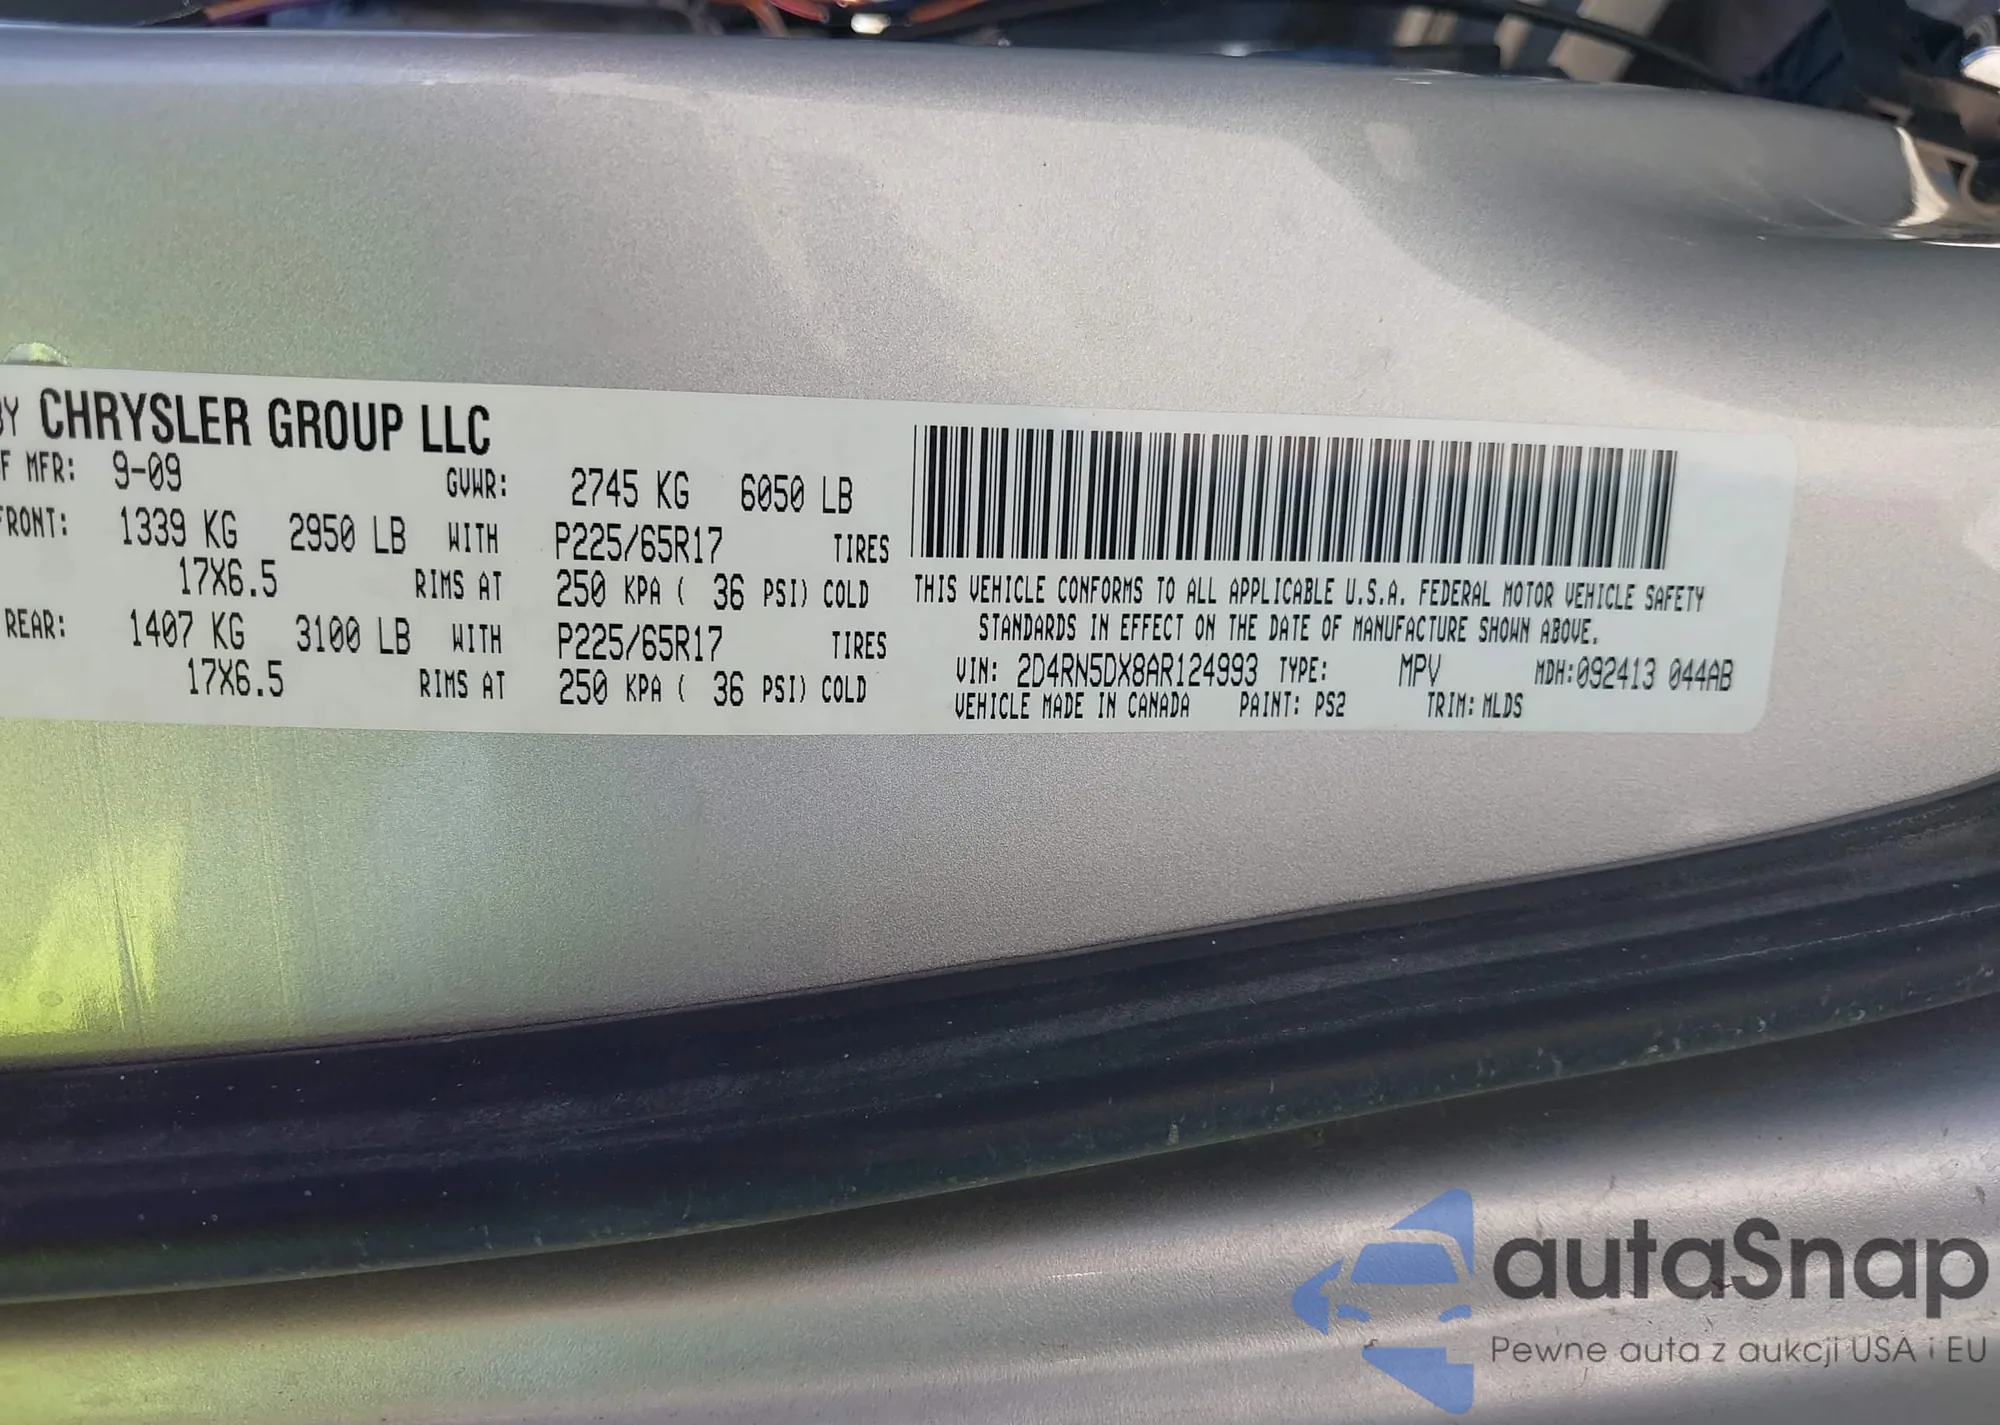 BY CHRYSLER GROUP LLC
F MFR: 9-09 GVWR: 2745 KG 6050 LB
FRONT: 1339 KG 2950 LB WITH P225/65R17 TIRES
17X6.5 RIMS AT 250 KPA ( 36 PSI) COLD
REAR: 1407 KG 3100 LB WITH P225/65R17 TIRES
17X6.5 RIMS AT 250 KPA ( 36 PSI) COLD
THIS VEHICLE CONFORMS TO ALL APPLICABLE U.S.A. FEDERAL MOTOR VEHICLE SAFETY
STANDARDS IN EFFECT ON THE DATE OF MANUFACTURE SHOWN ABOVE.
VIN: 2D4RN5DX8AR124993 TYPE: MPV MDH:092413 044AB
VEHICLE MADE IN CANADA PAINT: PS2 TRIM: MLDS
autaSnap
Pewne auta z aukcji USA i EU